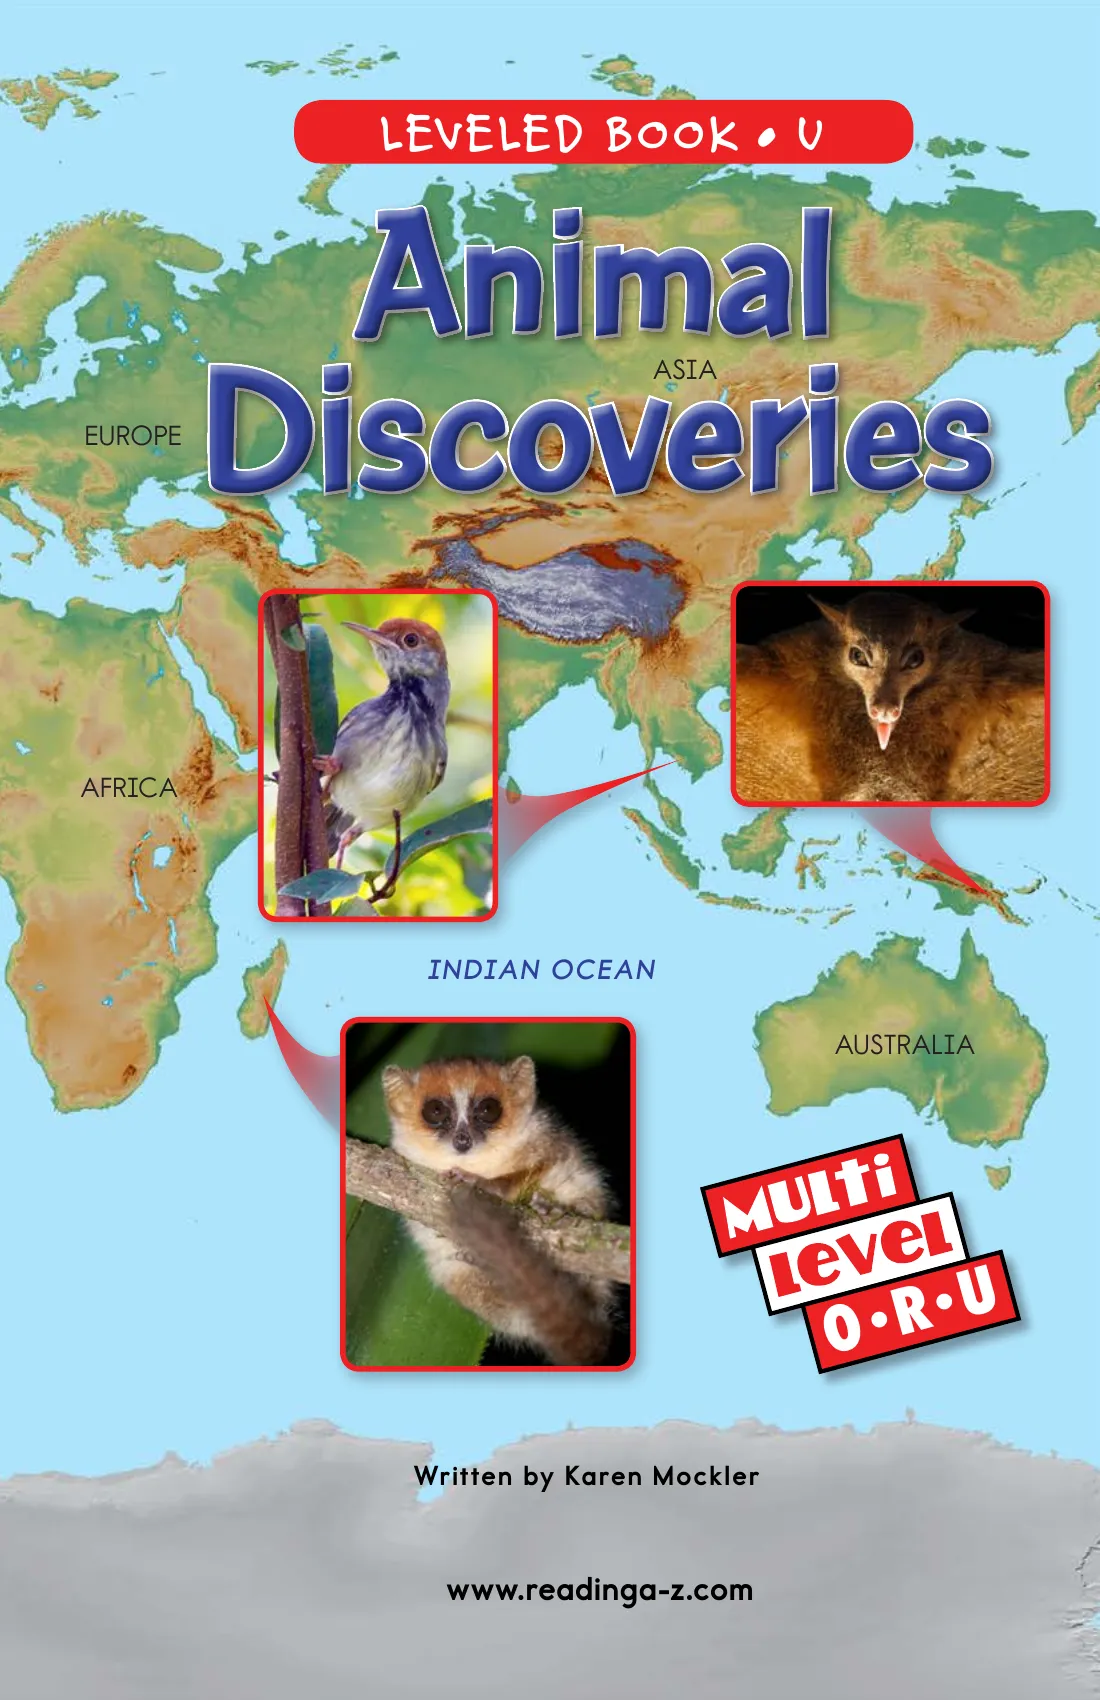 LEVELED BOOK • U
Animal
Discoveries
ASIA
EUROPE
AFRICA
INDIAN OCEAN
AUSTRALIA
MULTI
LEVEL
O•R•U
Written by Karen Mockler
www.readinga-z.com